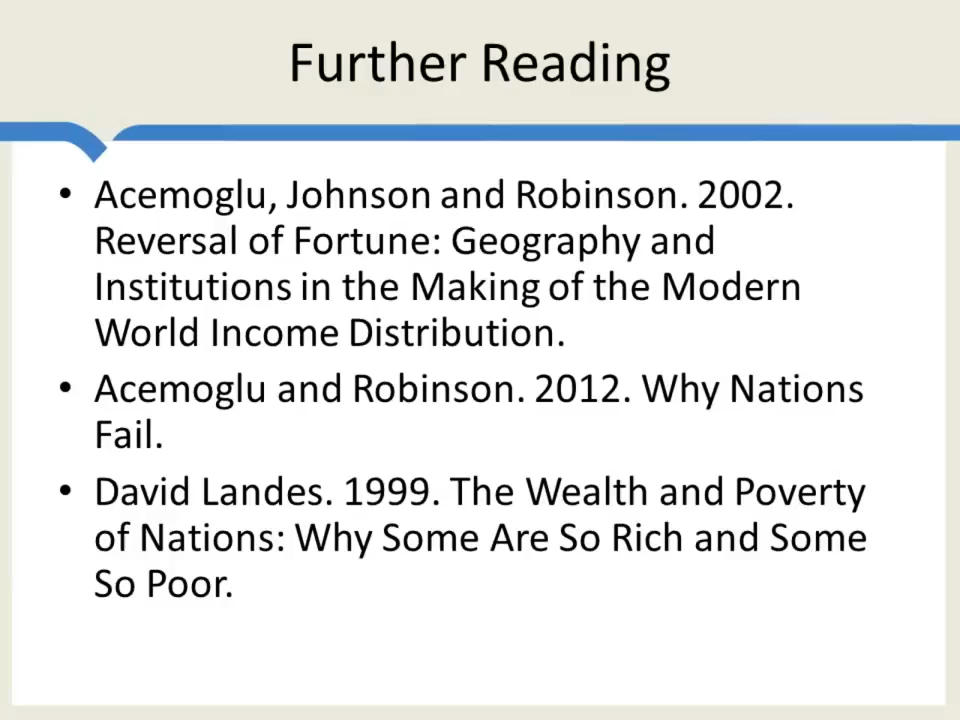 Further Reading
• Acemoglu, Johnson and Robinson. 2002.
Reversal of Fortune: Geography and
Institutions in the Making of the Modern
World Income Distribution.
• Acemoglu and Robinson. 2012. Why Nations
Fail.
• David Landes. 1999. The Wealth and Poverty
of Nations: Why Some Are So Rich and Some
So Poor.